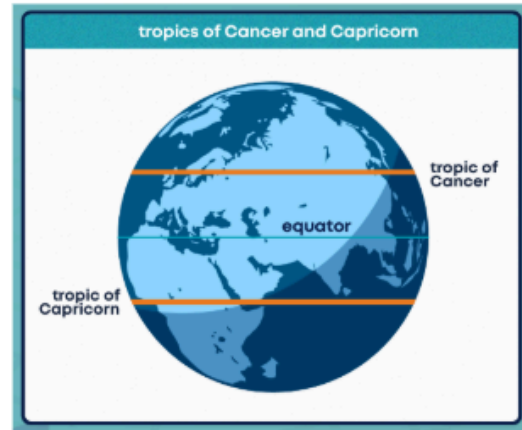 tropics of Cancer and Capricorn
tropic of
Cancer
equator
tropic of
Capricorn